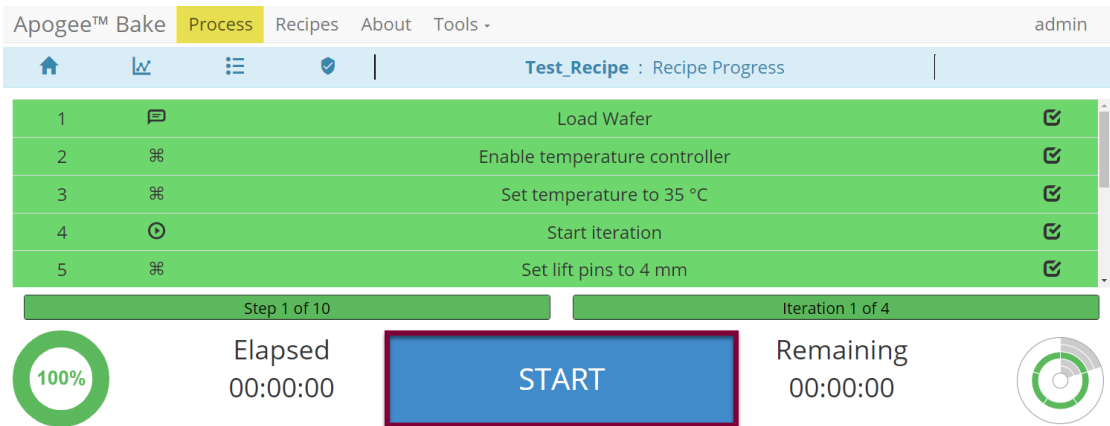 Apogee™ Bake Process Recipes About Tools admin
Test_Recipe : Recipe Progress
1 Load Wafer
2 ⌘ Enable temperature controller
3 ⌘ Set temperature to 35 °C
4 Start iteration
5 ⌘ Set lift pins to 4 mm
Step 1 of 10 Iteration 1 of 4
100% Elapsed START Remaining
00:00:00 00:00:00